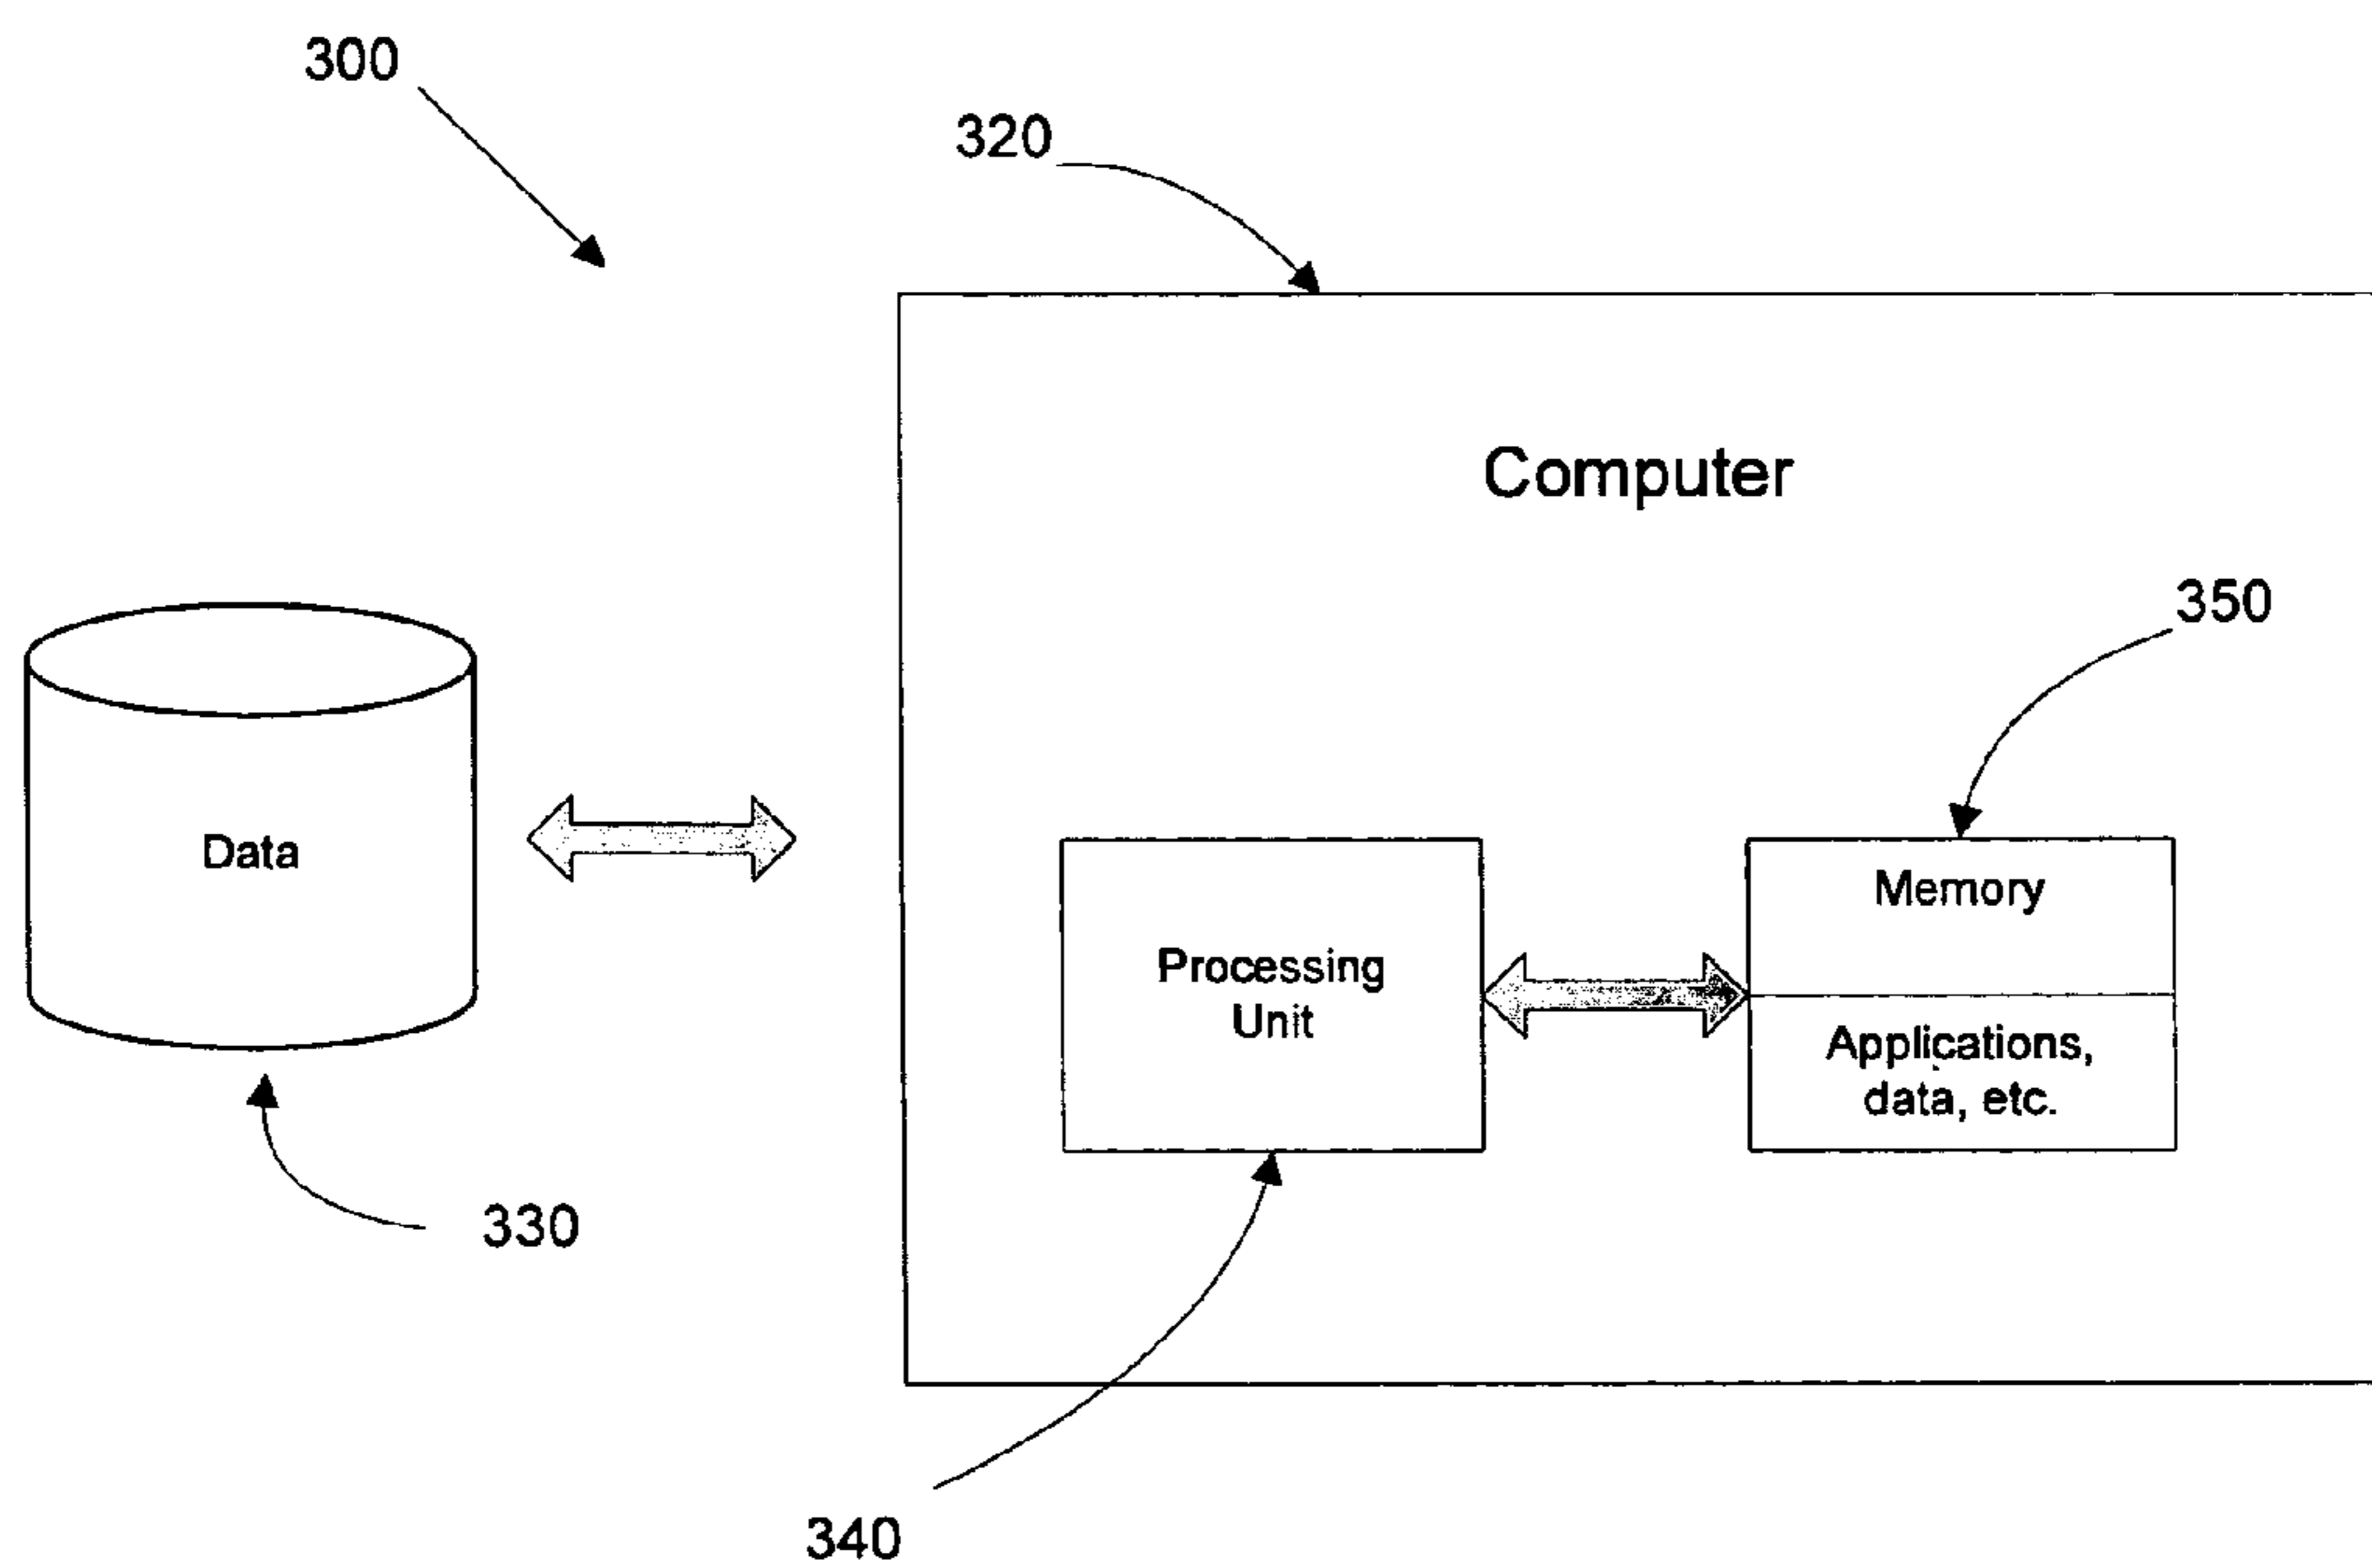 300
320
Computer
350
Data
Memory
Processing
Unit
Applications,
data, etc.
330
340